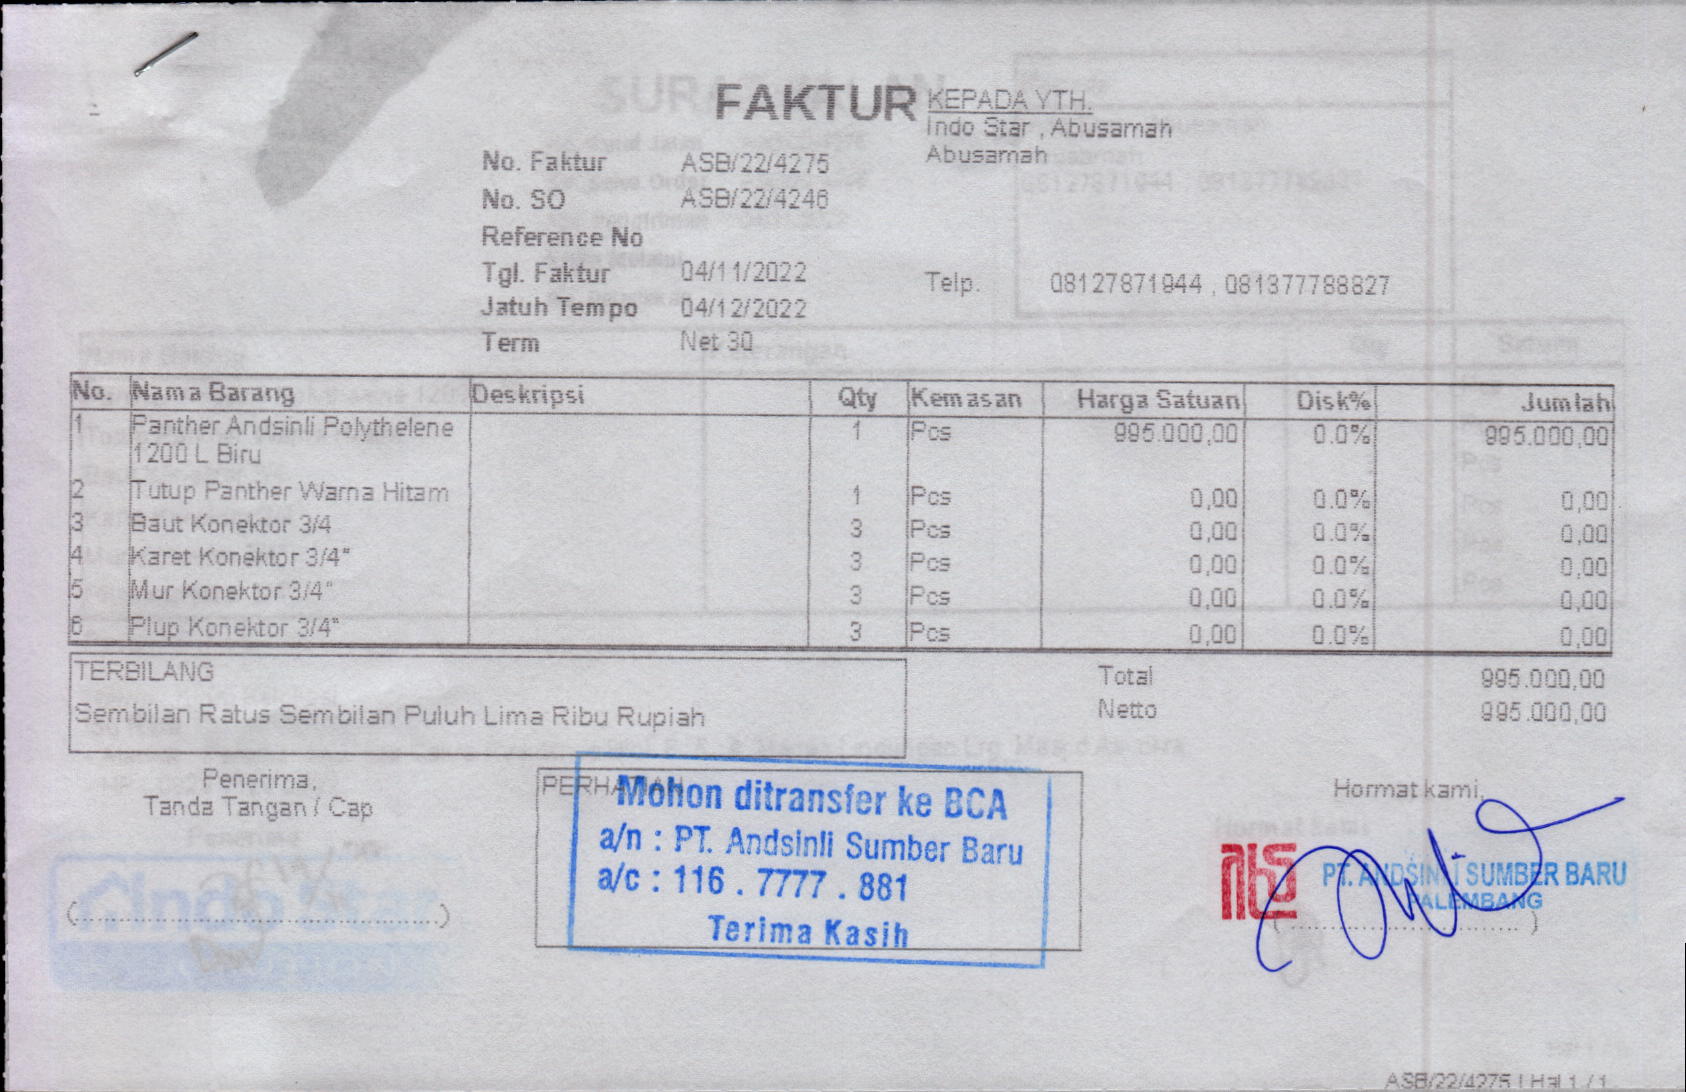 FAKTUR
KEPADA YTH.
Indo Star , Abusamah
Abusamah
No. Faktur ASB/22/4275
No. SO ASB/22/4246
Reference No
Tgl. Faktur 04/11/2022
Jatuh Tempo 04/12/2022
Term Net 30
Telp. 08127871944 , 081377788827
No. Nama Barang Deskripsi Qty Kemasan Harga Satuan Disk% Jumlah
1 Panther Andsinli Polythelene 1 Pcs 995.000,00 0.0% 995.000,00
1200 L Biru
2 Tutup Panther Warna Hitam 1 Pcs 0,00 0.0% 0,00
3 Baut Konektor 3/4 3 Pcs 0,00 0.0% 0,00
4 Karet Konektor 3/4" 3 Pcs 0,00 0.0% 0,00
5 Mur Konektor 3/4" 3 Pcs 0,00 0.0% 0,00
6 Plup Konektor 3/4" 3 Pcs 0,00 0.0% 0,00
TERBILANG
Sembilan Ratus Sembilan Puluh Lima Ribu Rupiah
Total 995.000,00
Netto 995.000,00
Penerima,
Tanda Tangan / Cap
(..........................................)
PERHATIAN
Mohon ditransfer ke BCA
a/n : PT. Andsinli Sumber Baru
a/c : 116 . 7777 . 881
Terima Kasih
Hormat kami,
PT. ANDSINLI SUMBER BARU
PALEMBANG
indo Star
ASB/22/4275 | Hal 1 / 1